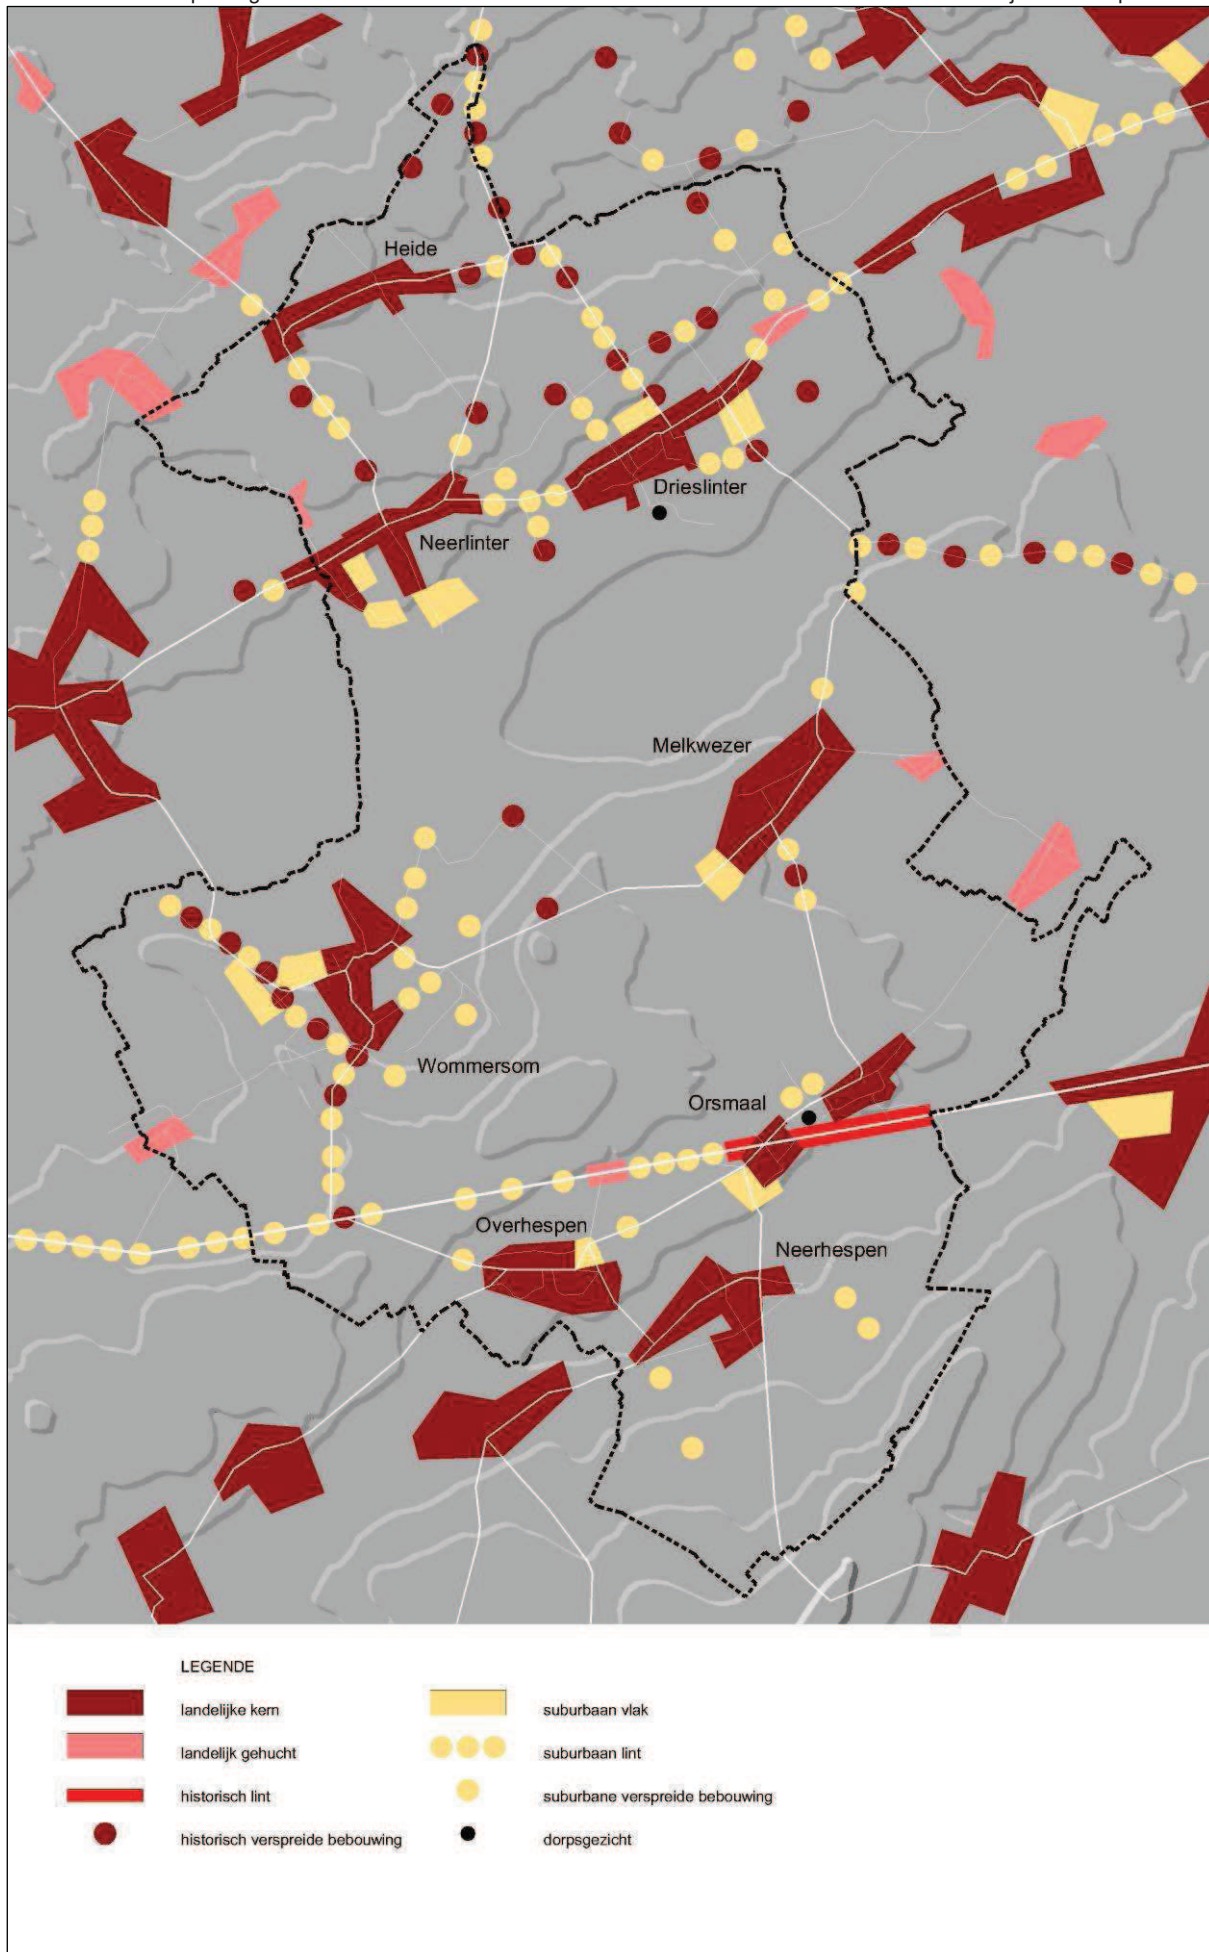 Heide
Drieslinter
Neerlinter
Melkwezer
Wommersom
Orsmaal
Overhespen
Neerhespen
LEGENDE
landelijke kern
suburbaan vlak
landelijk gehucht
suburbaan lint
historisch lint
suburbane verspreide bebouwing
historisch verspreide bebouwing
dorpsgezicht